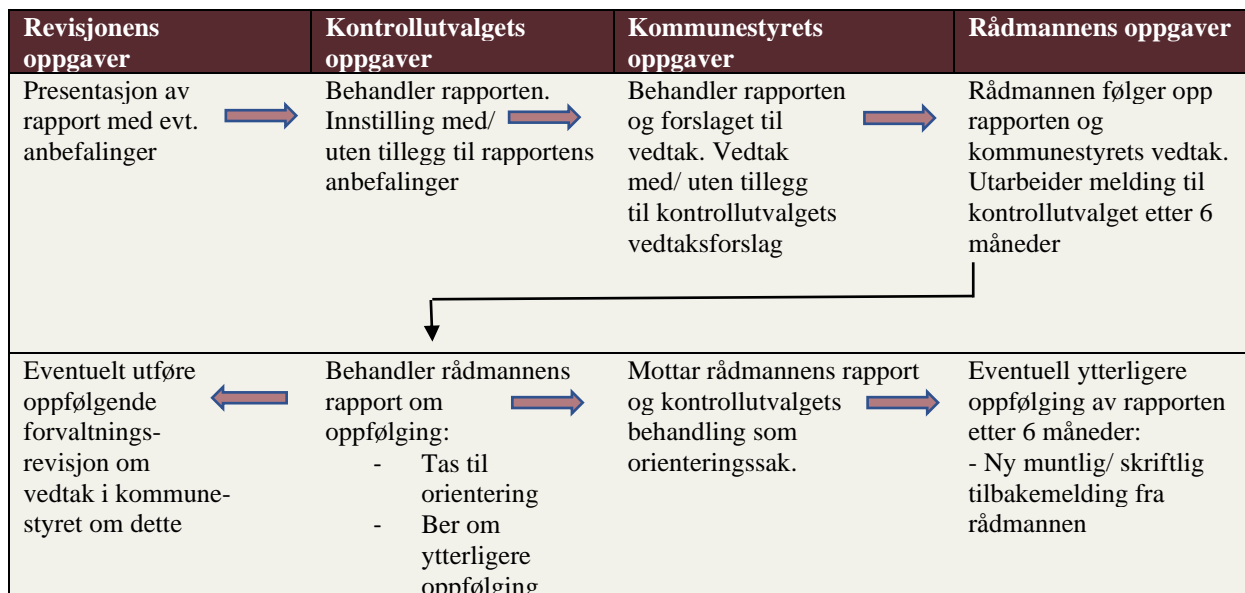 Revisjonens
oppgaver
Kontrollutvalgets
oppgaver
Kommunestyrets
oppgaver
Rådmannens oppgaver
Presentasjon av
rapport med evt.
anbefalinger
Behandler rapporten.
Innstilling med/
uten tillegg til rapportens
anbefalinger
Behandler rapporten
og forslaget til
vedtak. Vedtak
med/ uten tillegg
til kontrollutvalgets
vedtaksforslag
Rådmannen følger opp
rapporten og
kommunestyrets vedtak.
Utarbeider melding til
kontrollutvalget etter 6
måneder
Eventuelt utføre
oppfølgende
forvaltnings-
revisjon om
vedtak i kommune-
styret om dette
Behandler rådmannens
rapport om
oppfølging:
- Tas til
orientering
- Ber om
ytterligere
oppfølging
Mottar rådmannens rapport
og kontrollutvalgets
behandling som
orienteringssak.
Eventuell ytterligere
oppfølging av rapporten
etter 6 måneder:
- Ny muntlig/ skriftlig
tilbakemelding fra
rådmannen